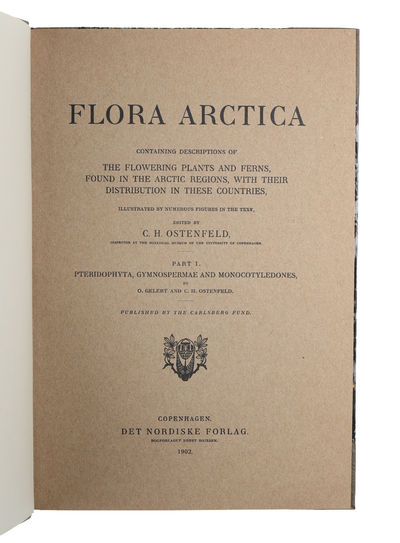 FLORA ARCTICA
CONTAINING DESCRIPTIONS OF
THE FLOWERING PLANTS AND FERNS,
FOUND IN THE ARCTIC REGIONS, WITH THEIR
DISTRIBUTION IN THESE COUNTRIES,
ILLUSTRATED BY NUMEROUS FIGURES IN THE TEXT,
EDITED BY
C. H. OSTENFELD,
INSPECTOR AT THE BOTANICAL MUSEUM OF THE UNIVERSITY OF COPENHAGEN.
PART I.
PTERIDOPHYTA, GYMNOSPERMAE AND MONOCOTYLEDONES,
BY
O. GELERT AND C. H. OSTENFELD.
PUBLISHED BY THE CARLSBERG FUND.
COPENHAGEN.
DET NORDISKE FORLAG.
BOGFORLAGET ERNST BOJESEN.
1902.